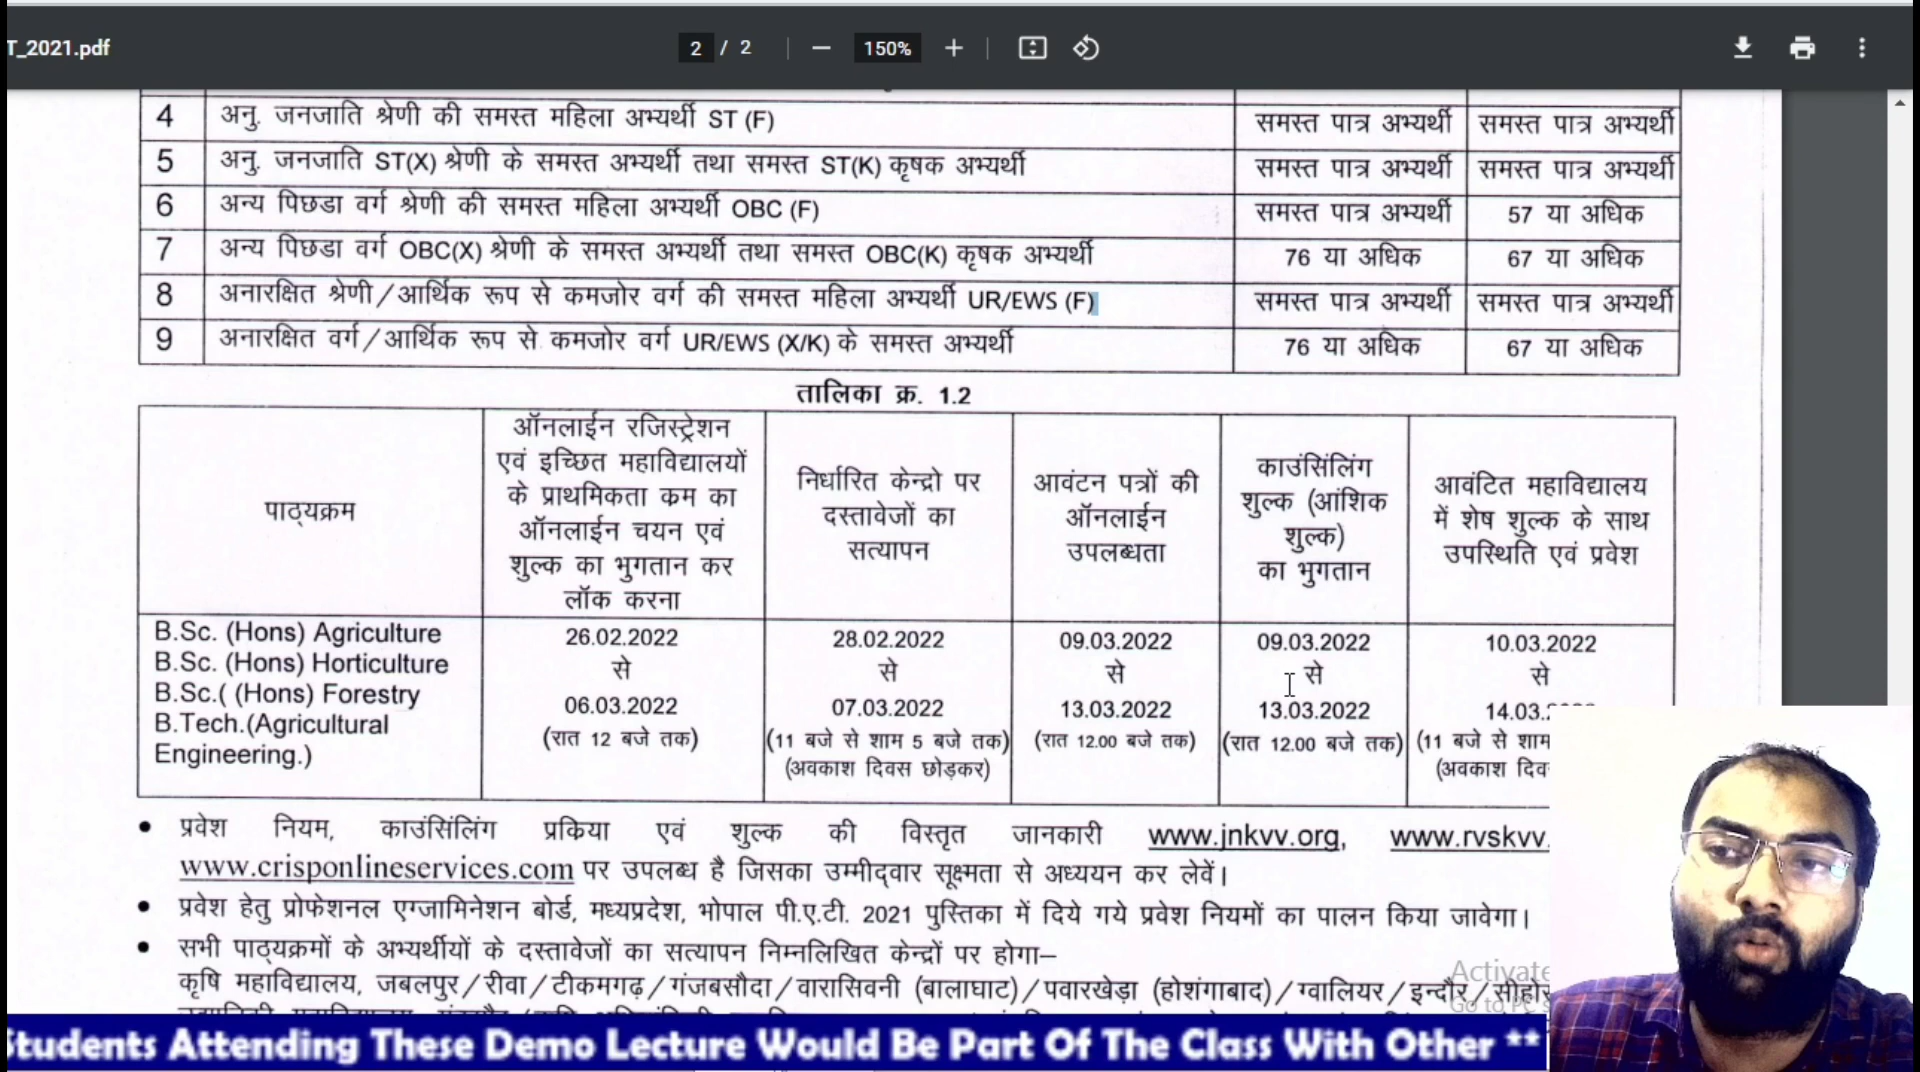 T_2021.pdf
2 / 2
150%
4 अनु. जनजाति श्रेणी की समस्त महिला अभ्यर्थी ST (F) समस्त पात्र अभ्यर्थी समस्त पात्र अभ्यर्थी
5 अनु. जनजाति ST(X) श्रेणी के समस्त अभ्यर्थी तथा समस्त ST(K) कृषक अभ्यर्थी समस्त पात्र अभ्यर्थी समस्त पात्र अभ्यर्थी
6 अन्य पिछडा वर्ग श्रेणी की समस्त महिला अभ्यर्थी OBC (F) समस्त पात्र अभ्यर्थी 57 या अधिक
7 अन्य पिछडा वर्ग OBC(X) श्रेणी के समस्त अभ्यर्थी तथा समस्त OBC(K) कृषक अभ्यर्थी 76 या अधिक 67 या अधिक
8 अनारक्षित श्रेणी/आर्थिक रूप से कमजोर वर्ग की समस्त महिला अभ्यर्थी UR/EWS (F) समस्त पात्र अभ्यर्थी समस्त पात्र अभ्यर्थी
9 अनारक्षित वर्ग/आर्थिक रूप से कमजोर वर्ग UR/EWS (X/K) के समस्त अभ्यर्थी 76 या अधिक 67 या अधिक
तालिका क्र. 1.2
पाठ्यक्रम
ऑनलाईन रजिस्ट्रेशन
एवं इच्छित महाविद्यालयों
के प्राथमिकता कम का
ऑनलाईन चयन एवं
शुल्क का भुगतान कर
लॉक करना
निर्धारित केन्द्रो पर
दस्तावेजों का
सत्यापन
आवंटन पत्रों की
ऑनलाईन
उपलब्धता
काउंसिंलिंग
शुल्क (आंशिक
शुल्क)
का भुगतान
आवंटित महाविद्यालय
में शेष शुल्क के साथ
उपस्थिति एवं प्रवेश
B.Sc. (Hons) Agriculture
B.Sc. (Hons) Horticulture
B.Sc.( (Hons) Forestry
B.Tech.(Agricultural
Engineering.)
26.02.2022
से
06.03.2022
(रात 12 बजे तक)
28.02.2022
से
07.03.2022
(11 बजे से शाम 5 बजे तक)
(अवकाश दिवस छोड़कर)
09.03.2022
से
13.03.2022
(रात 12.00 बजे तक)
09.03.2022
से
13.03.2022
(रात 12.00 बजे तक)
10.03.2022
से
14.03.
(11 बजे से शाम
(अवकाश दिव
• प्रवेश नियम, काउंसिंलिंग प्रकिया एवं शुल्क की विस्तृत जानकारी www.jnkvv.org, www.rvskvv.
www.crisponlineservices.com पर उपलब्ध है जिसका उम्मीद्वार सूक्ष्मता से अध्ययन कर लेवें।
• प्रवेश हेतु प्रोफेशनल एग्जामिनेशन बोर्ड, मध्यप्रदेश, भोपाल पी.ए.टी. 2021 पुस्तिका में दिये गये प्रवेश नियमों का पालन किया जावेगा।
• सभी पाठ्यक्रमों के अभ्यर्थीयों के दस्तावेजों का सत्यापन निम्नलिखित केन्द्रों पर होगा–
कृषि महाविद्यालय, जबलपुर/रीवा/टीकमगढ़/गंजबसौदा/वारासिवनी (बालाघाट)/पवारखेड़ा (होशंगाबाद)/ग्वालियर/इन्दौर/सीहोर
Activate
Go to PC s
Students Attending These Demo Lecture Would Be Part Of The Class With Other **